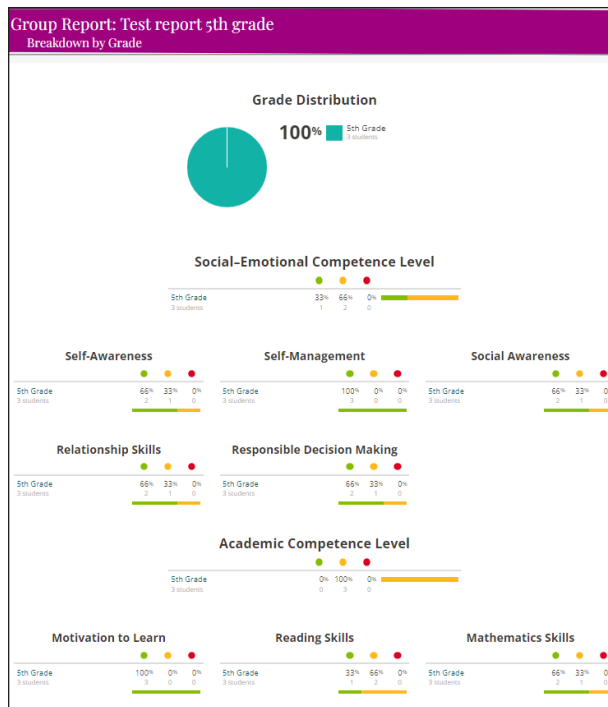 Group Report: Test report 5th grade
Breakdown by Grade
Grade Distribution
100% 5th Grade
3 students
Social–Emotional Competence Level
5th Grade 33% 66% 0%
3 students 1 2 0
Self-Awareness Self-Management Social Awareness
5th Grade 66% 33% 0% 5th Grade 100% 0% 0% 5th Grade 66% 33% 0%
3 students 2 1 0 3 students 3 0 0 3 students 2 1 0
Relationship Skills Responsible Decision Making
5th Grade 66% 33% 0% 5th Grade 66% 33% 0%
3 students 2 1 0 3 students 2 1 0
Academic Competence Level
5th Grade 0% 100% 0%
3 students 0 3 0
Motivation to Learn Reading Skills Mathematics Skills
5th Grade 100% 0% 0% 5th Grade 33% 66% 0% 5th Grade 66% 33% 0%
3 students 3 0 0 3 students 1 2 0 3 students 2 1 0